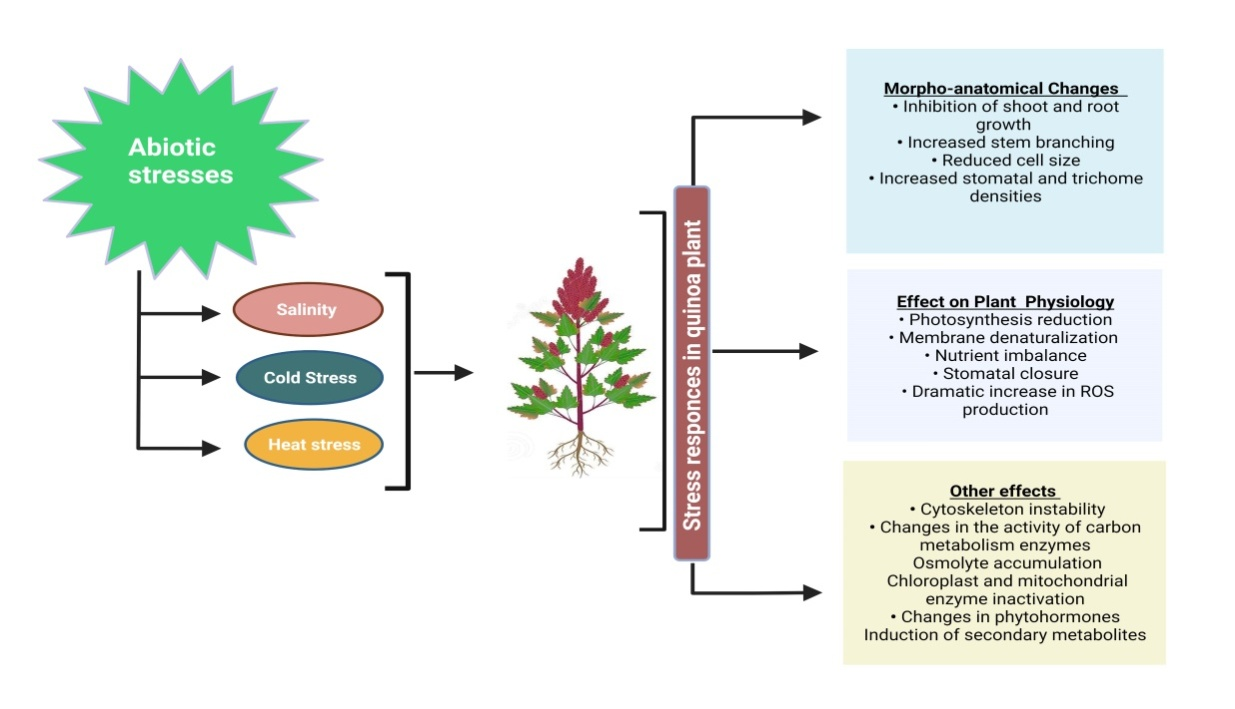 Abiotic
stresses
Salinity
Cold Stress
Heat stress
Stress responces in quinoa plant
Morpho-anatomical Changes
• Inhibition of shoot and root
growth
• Increased stem branching
• Reduced cell size
• Increased stomatal and trichome
densities
Effect on Plant  Physiology
• Photosynthesis reduction
• Membrane denaturalization
• Nutrient imbalance
• Stomatal closure
• Dramatic increase in ROS
production
Other effects
• Cytoskeleton instability
• Changes in the activity of carbon
metabolism enzymes
Osmolyte accumulation
Chloroplast and mitochondrial
enzyme inactivation
• Changes in phytohormones
Induction of secondary metabolites